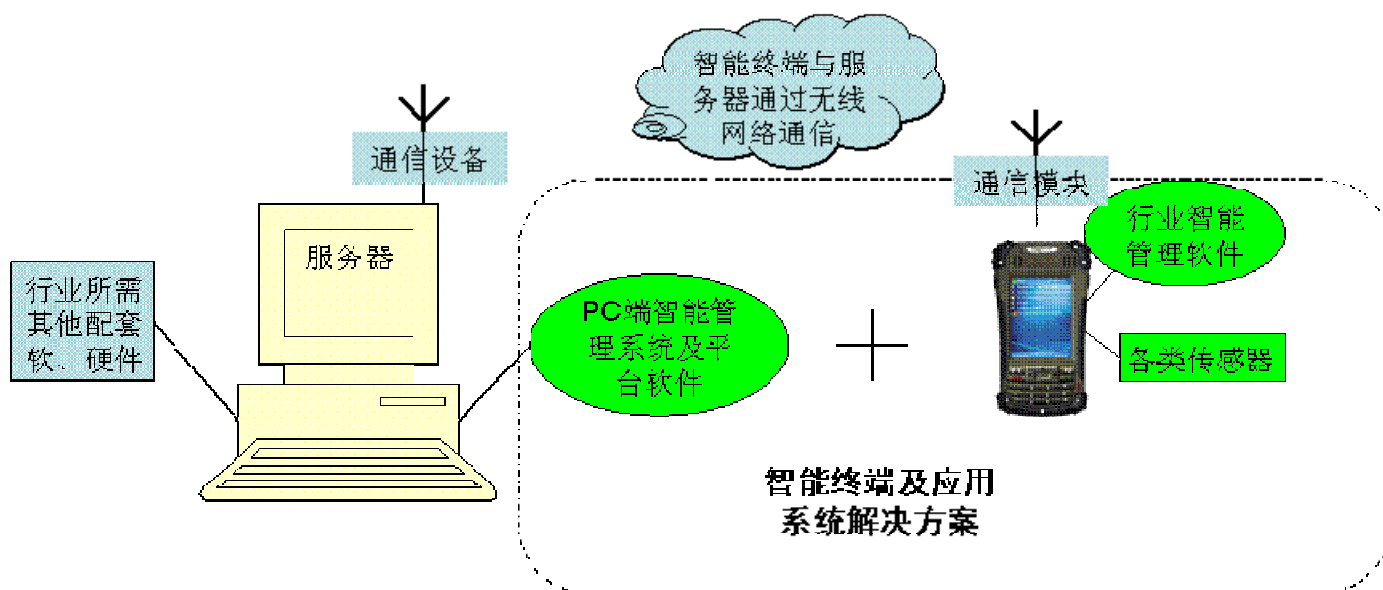 智能终端与服
务器通过无线
网络通信
通信设备
通信模块
行业智能
管理软件
服务器
行业所需
其他配套
软、硬件
PC端智能管
理系统及平
台软件
各类传感器
智能终端及应用
系统解决方案